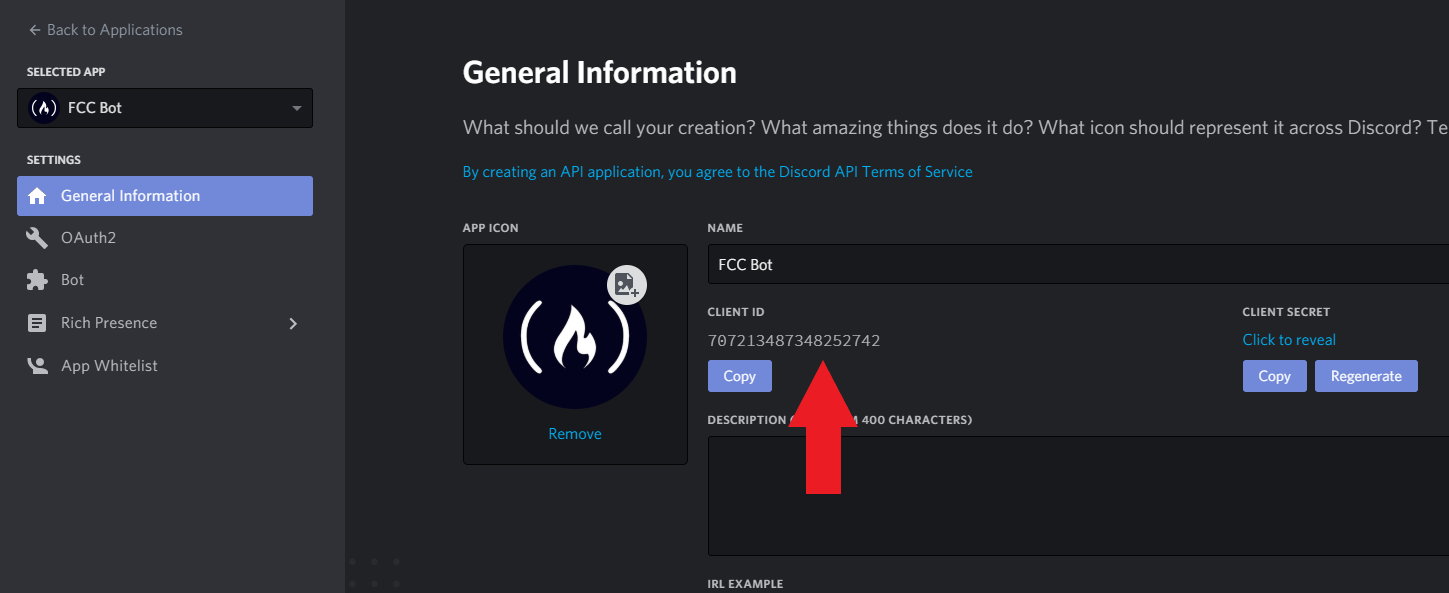 Back to Applications
SELECTED APP
FCC Bot
SETTINGS
General Information
OAuth2
Bot
Rich Presence
App Whitelist
General Information
What should we call your creation? What amazing things does it do? What icon should represent it across Discord? Te
By creating an API application, you agree to the Discord API Terms of Service
APP ICON
Remove
NAME
FCC Bot
CLIENT ID
707213487348252742
Copy
CLIENT SECRET
Click to reveal
Copy Regenerate
DESCRIPTION 400 CHARACTERS)
IRL EXAMPLE